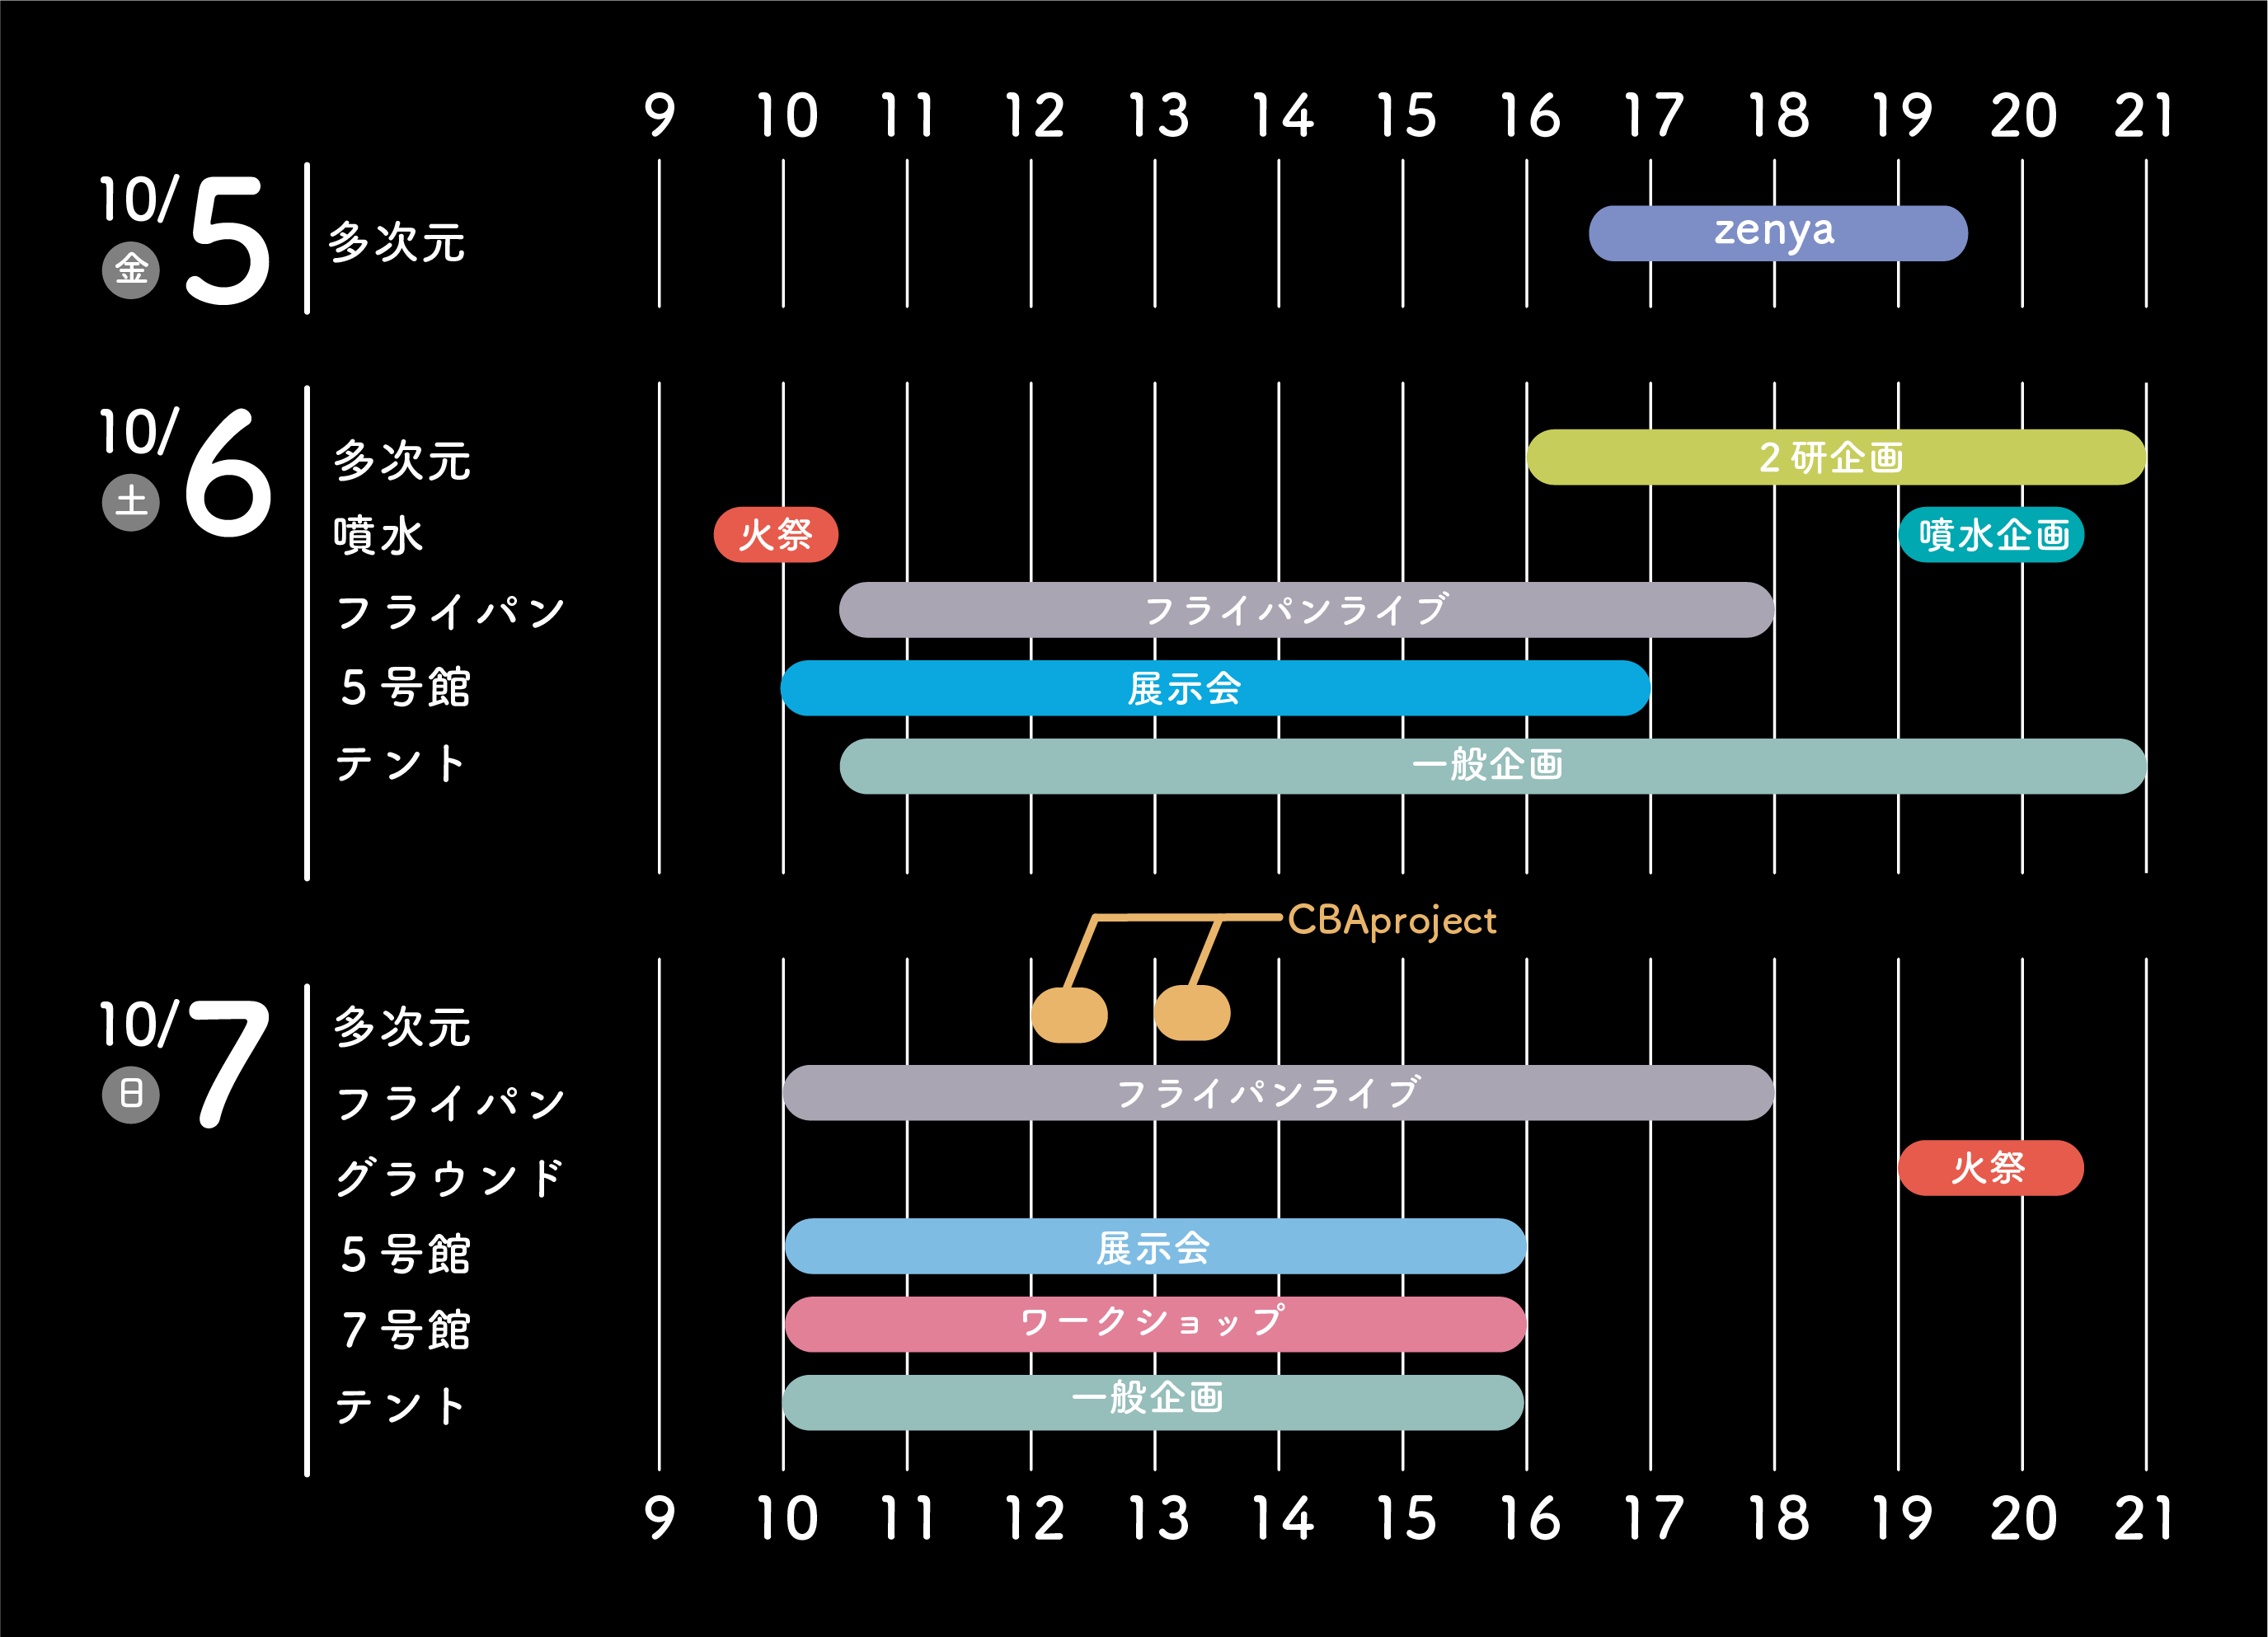 9 10 11 12 13 14 15 16 17 18 19 20 21
10/5
金
多次元
zenya
10/6
土
多次元
2研企画
噴水
火祭
噴水企画
フライパン
フライパンライブ
5号館
展示会
テント
一般企画
CBAproject
10/7
日
多次元
フライパン
フライパンライブ
グラウンド
火祭
5号館
展示会
7号館
ワークショップ
テント
一般企画
9 10 11 12 13 14 15 16 17 18 19 20 21